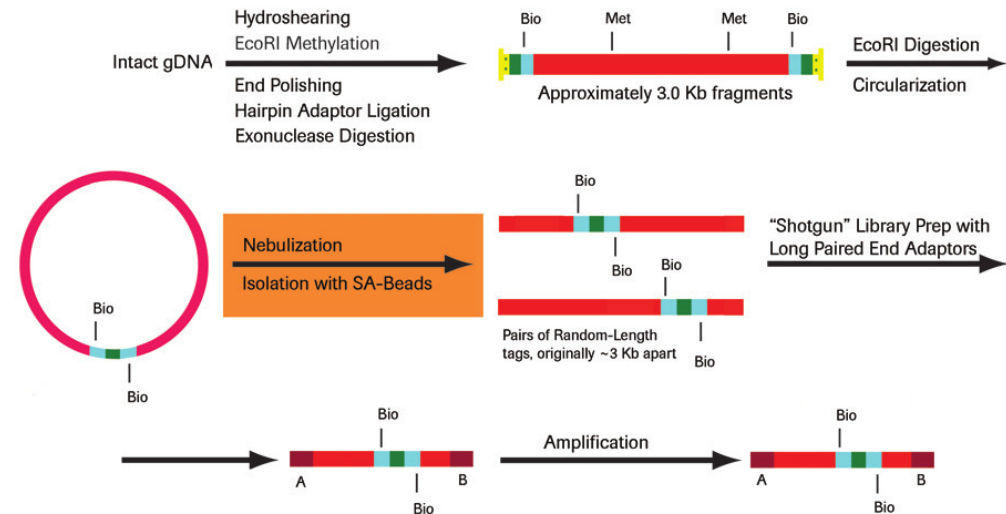 Hydroshearing
EcoRI Methylation
Intact gDNA
End Polishing
Hairpin Adaptor Ligation
Exonuclease Digestion
Bio
Met
Met
Bio
Approximately 3.0 Kb fragments
EcoRI Digestion
Circularization
Bio
Bio
Nebulization
Isolation with SA-Beads
Bio
Bio
Bio
Bio
Pairs of Random-Length
tags, originally ~3 Kb apart
“Shotgun” Library Prep with
Long Paired End Adaptors
Bio
A
B
Bio
Amplification
Bio
A
B
Bio